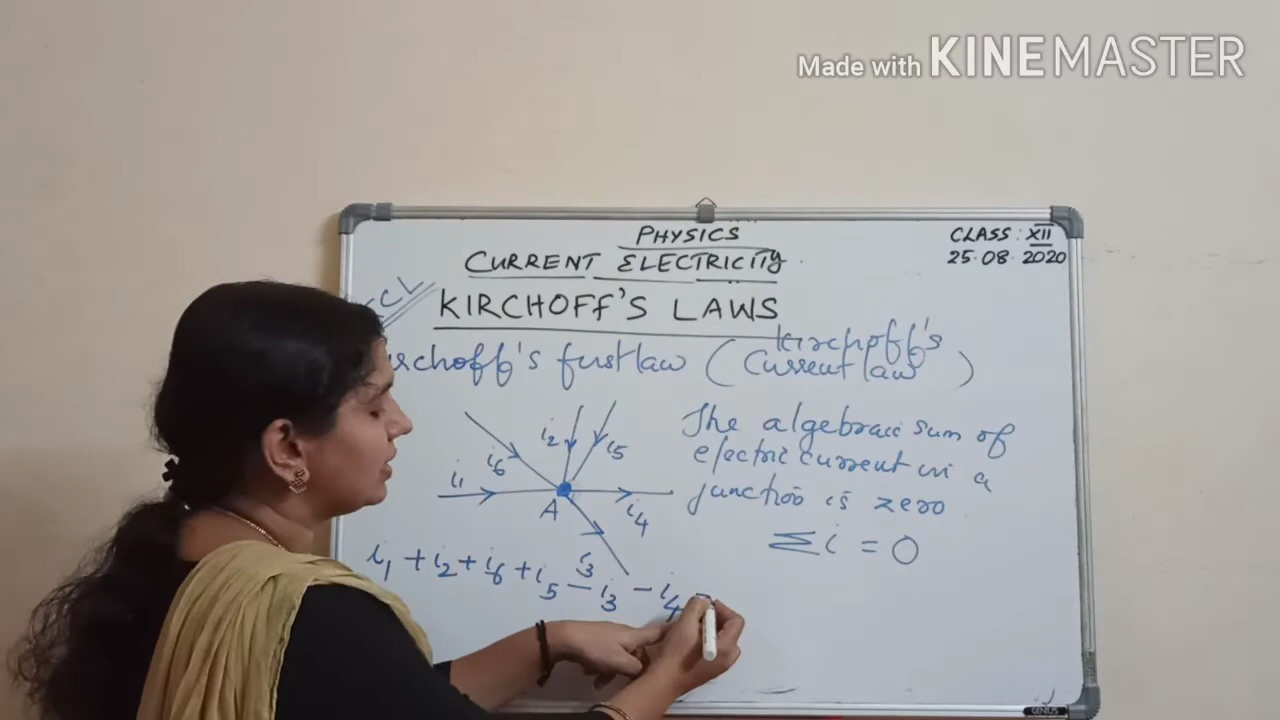 Made with KINEMASTER
PHYSICS
CLASS: XII
CURRENT ELECTRICITY
25.08.2020
KCL
KIRCHOFF'S LAWS
irchoff's first law (Kirchoff's Current law)
The algebraic sum of
electric current in a
junction is zero
Σi = 0
i₆
i₂
i₅
i₁
A
i₄
i₃
i₁ + i₂ + i₆ + i₅ − i₃ − i₄
GENIUS